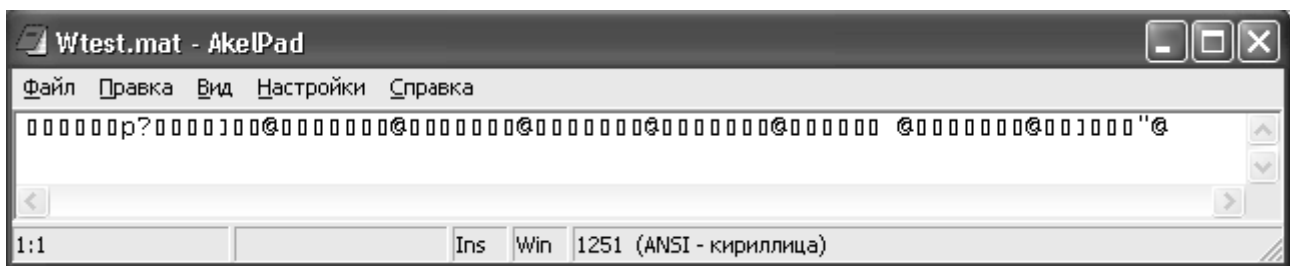 Wtest.mat - AkelPad
Файл Правка Вид Настройки Справка
▯▯▯▯▯▯р?▯▯▯▯]▯▯@▯▯▯▯▯▯▯@▯▯▯▯▯▯▯@▯▯▯▯▯▯▯@▯▯▯▯▯▯▯@▯▯▯▯▯▯ @▯▯▯▯▯▯▯@▯▯]▯▯▯"@
1:1 Ins Win 1251 (ANSI - кириллица)